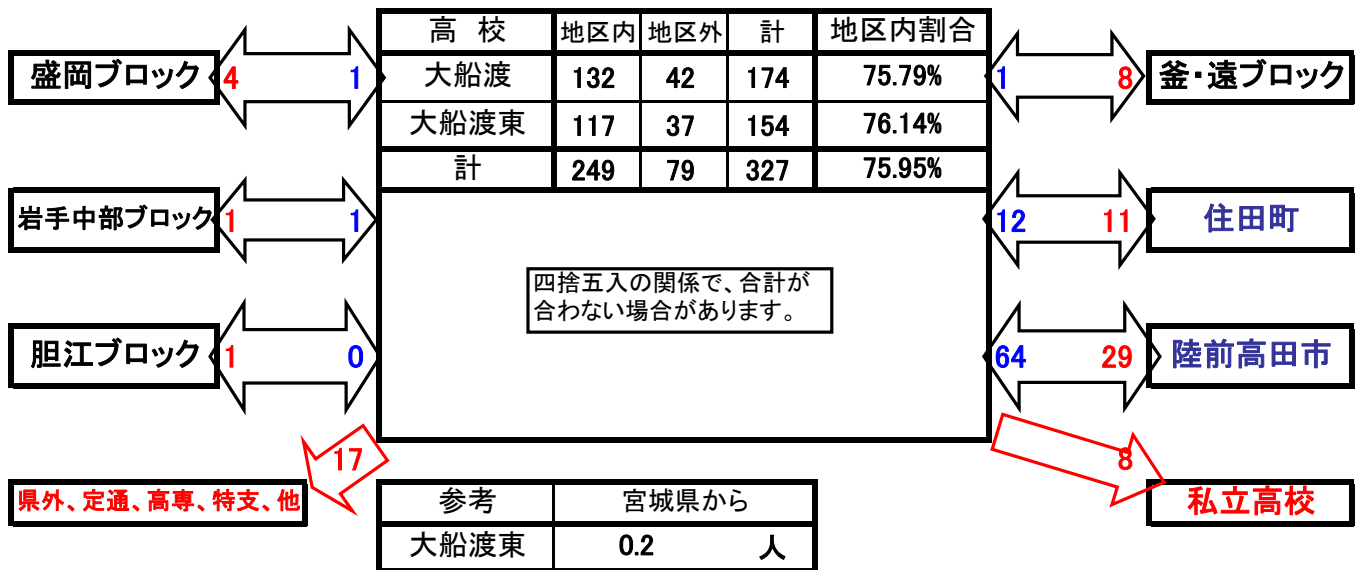 高 校 地区内 地区外 計 地区内割合
大船渡 132 42 174 75.79%
大船渡東 117 37 154 76.14%
計 249 79 327 75.95%
盛岡ブロック 4 1
1 8 釜・遠ブロック
岩手中部ブロック 1 1
12 11 住田町
四捨五入の関係で、合計が
合わない場合があります。
胆江ブロック 1 0
64 29 陸前高田市
17
8
県外、定通、高専、特支、他
私立高校
参考 宮城県から
大船渡東 0.2 人